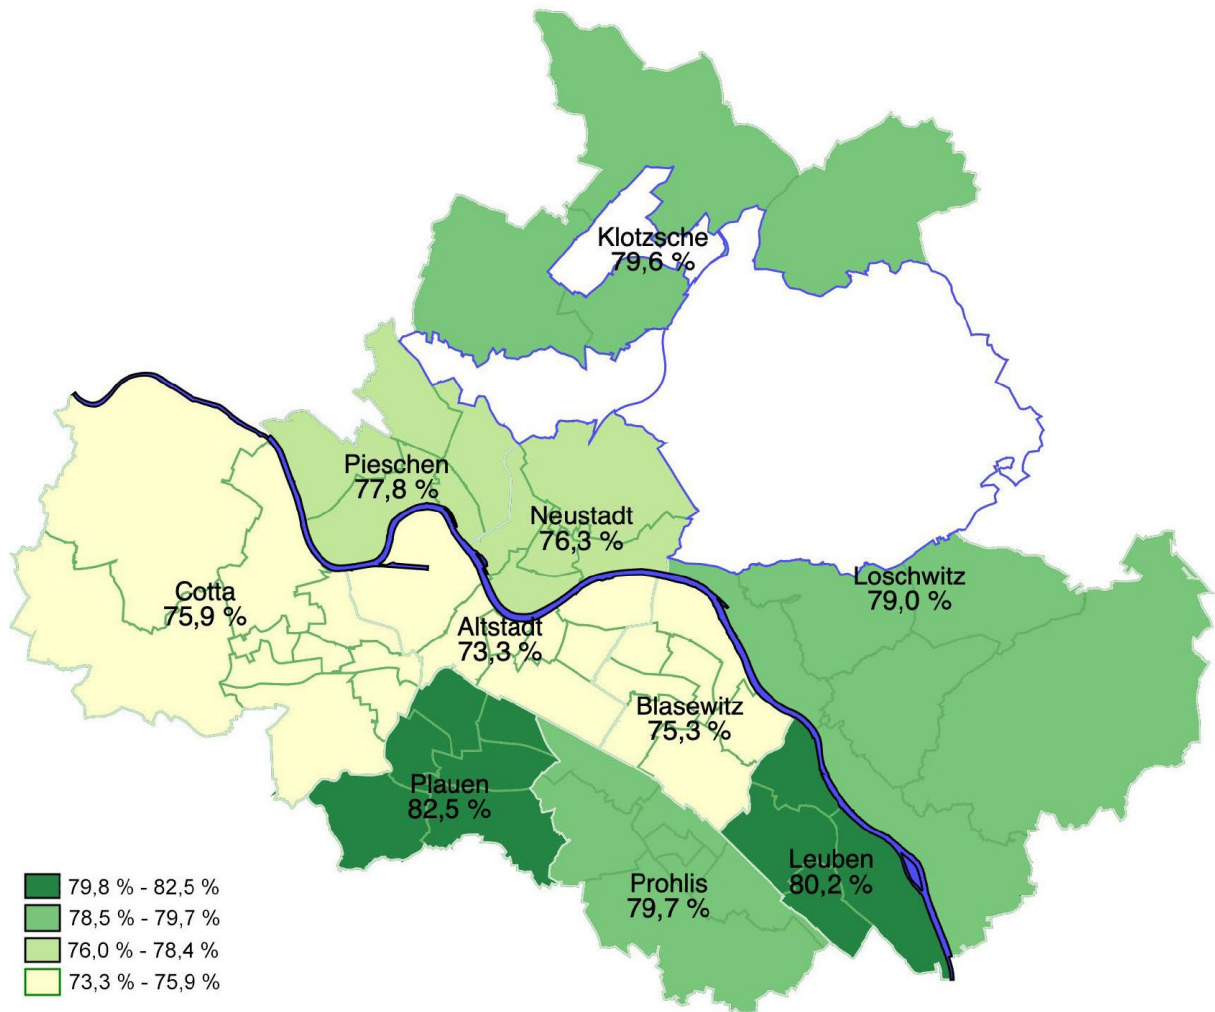 Klotzsche
79,6 %
Pieschen
77,8 %
Neustadt
76,3 %
Loschwitz
79,0 %
Cotta
75,9 %
Altstadt
73,3 %
Blasewitz
75,3 %
Plauen
82,5 %
Leuben
80,2 %
Prohlis
79,7 %
79,8 % - 82,5 %
78,5 % - 79,7 %
76,0 % - 78,4 %
73,3 % - 75,9 %